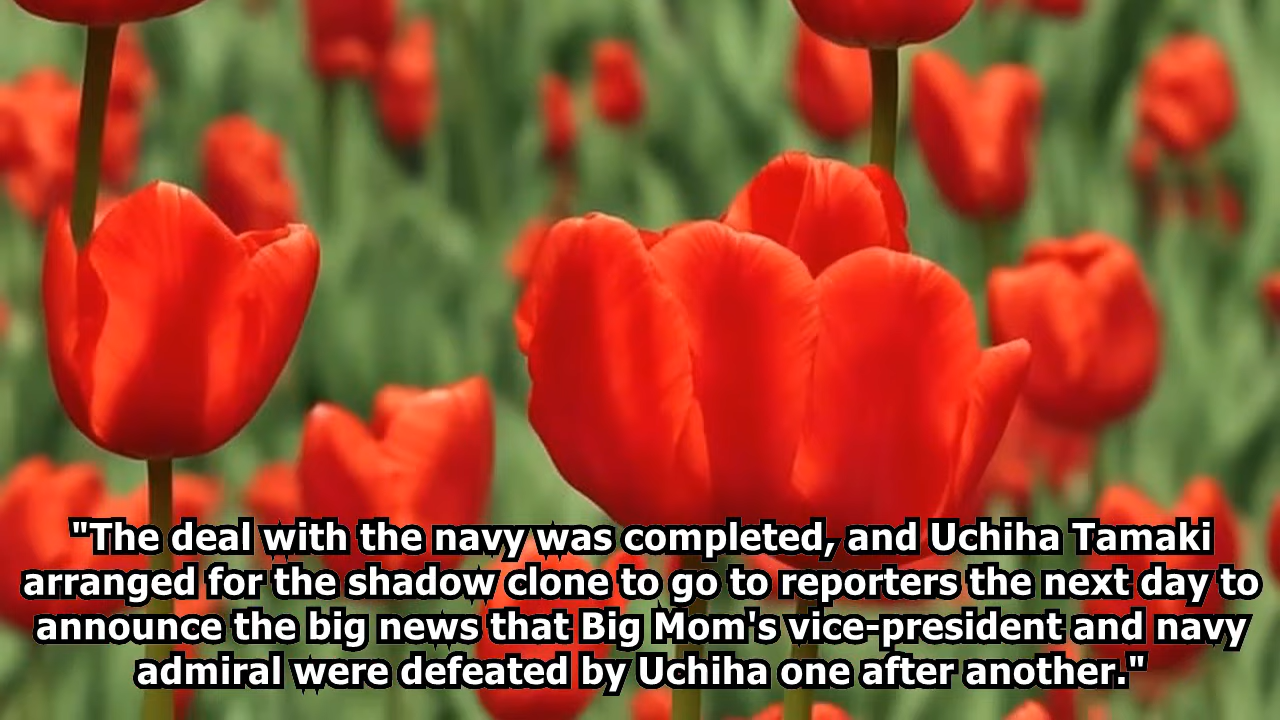 "The deal with the navy was completed, and Uchiha Tamaki
arranged for the shadow clone to go to reporters the next day to
announce the big news that Big Mom's vice-president and navy
admiral were defeated by Uchiha one after another."